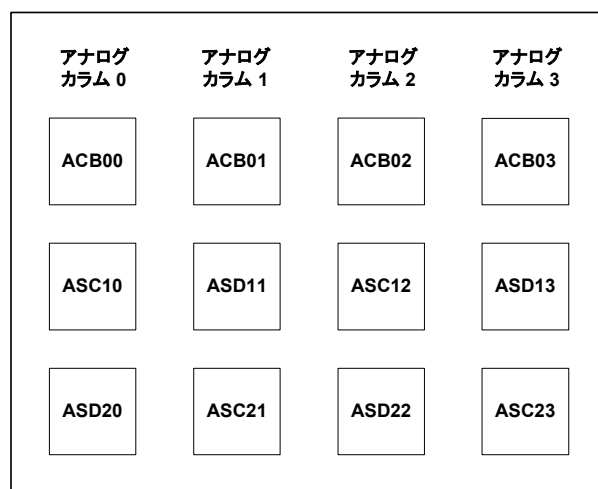 アナログ アナログ アナログ アナログ
カラム 0 カラム 1 カラム 2 カラム 3
ACB00 ACB01 ACB02 ACB03
ASC10 ASD11 ASC12 ASD13
ASD20 ASC21 ASD22 ASC23